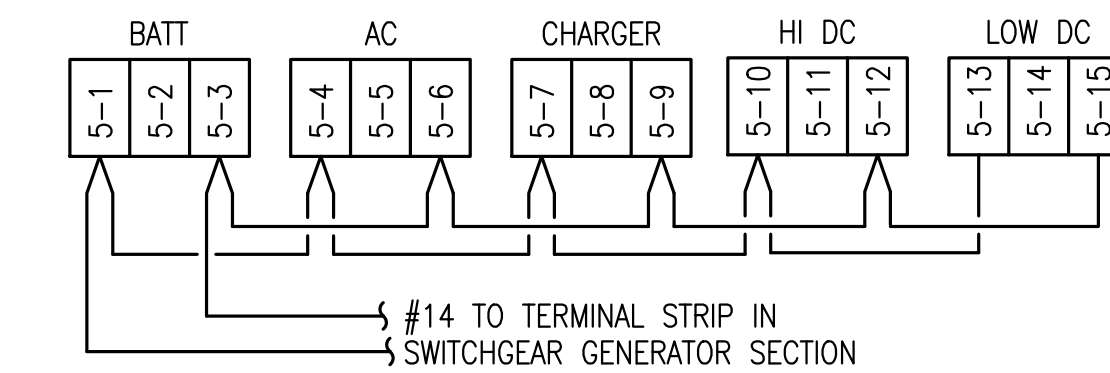 BATT AC CHARGER HI DC LOW DC
5-1 5-2 5-3 5-4 5-5 5-6 5-7 5-8 5-9 5-10 5-11 5-12 5-13 5-14 5-15
#14 TO TERMINAL STRIP IN
SWITCHGEAR GENERATOR SECTION